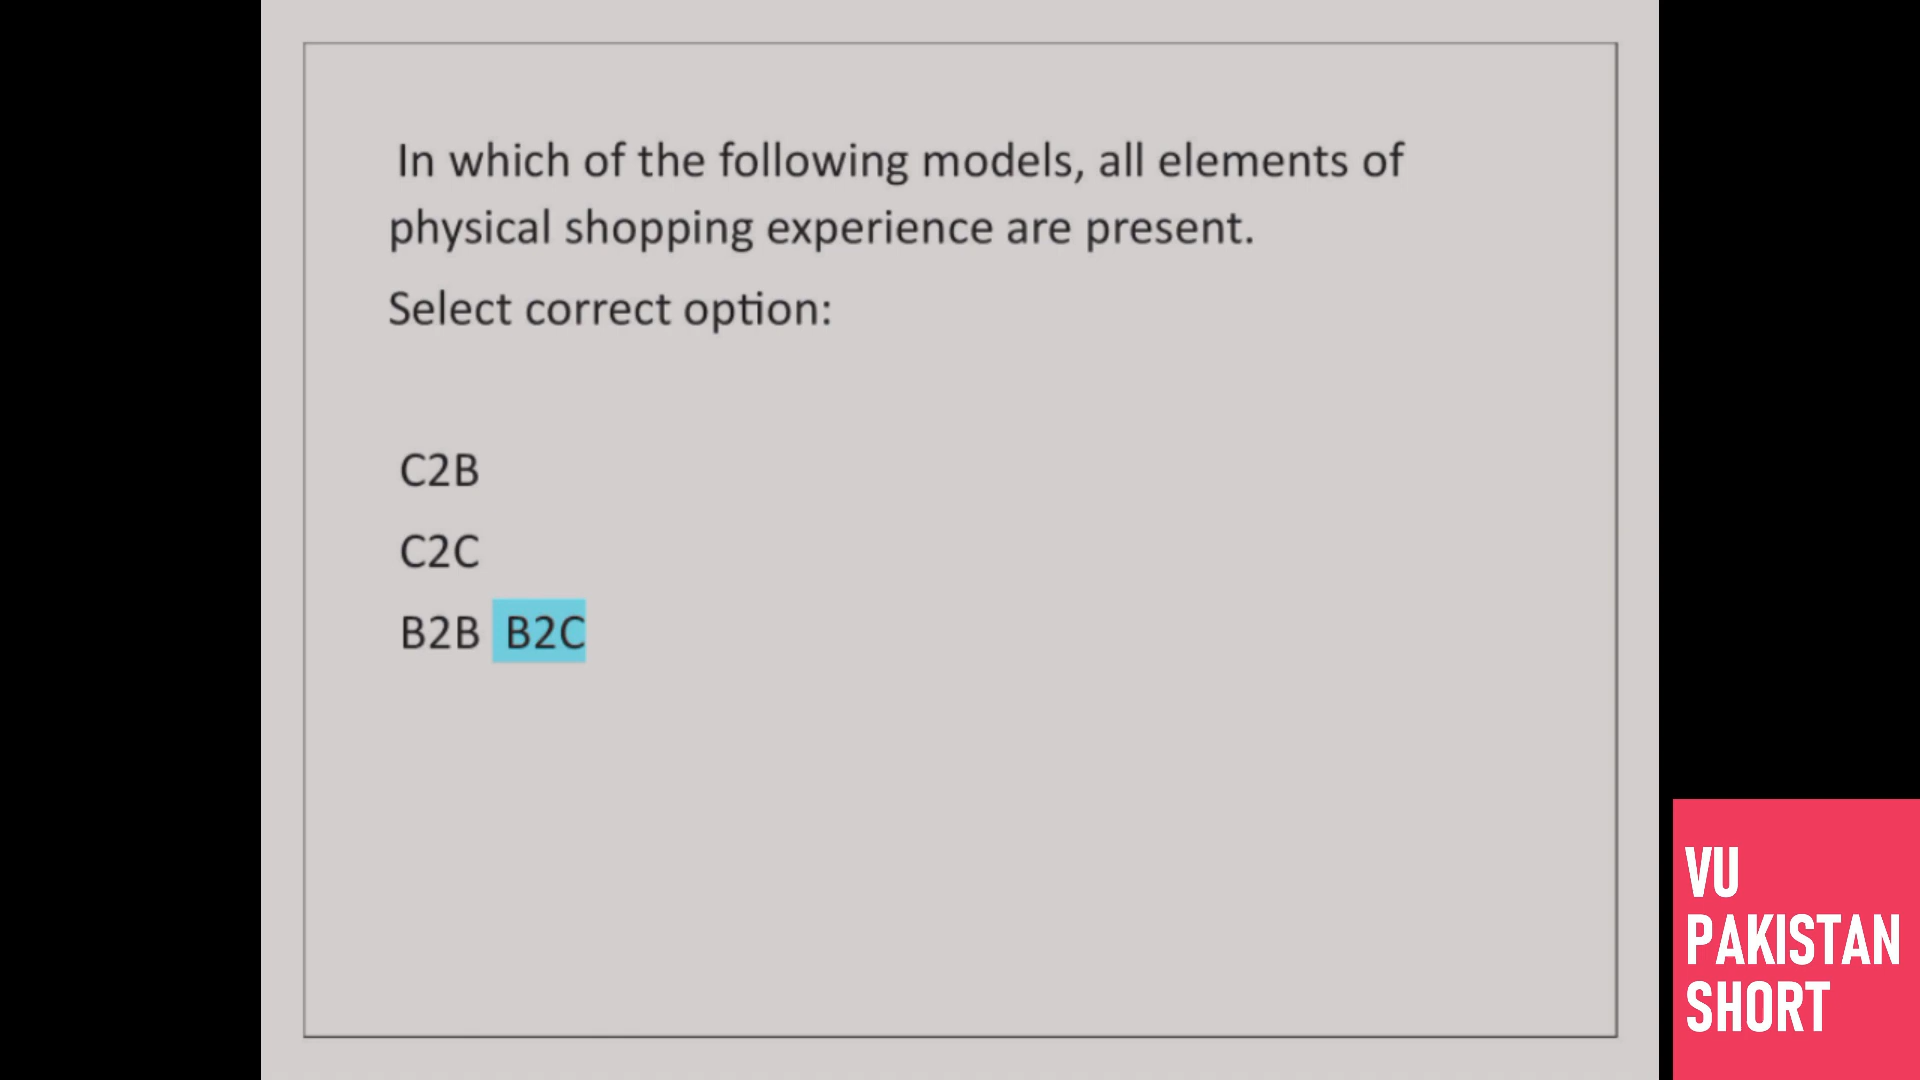 In which of the following models, all elements of
physical shopping experience are present.
Select correct option:
C2B
C2C
B2B B2C
VU
PAKISTAN
SHORT